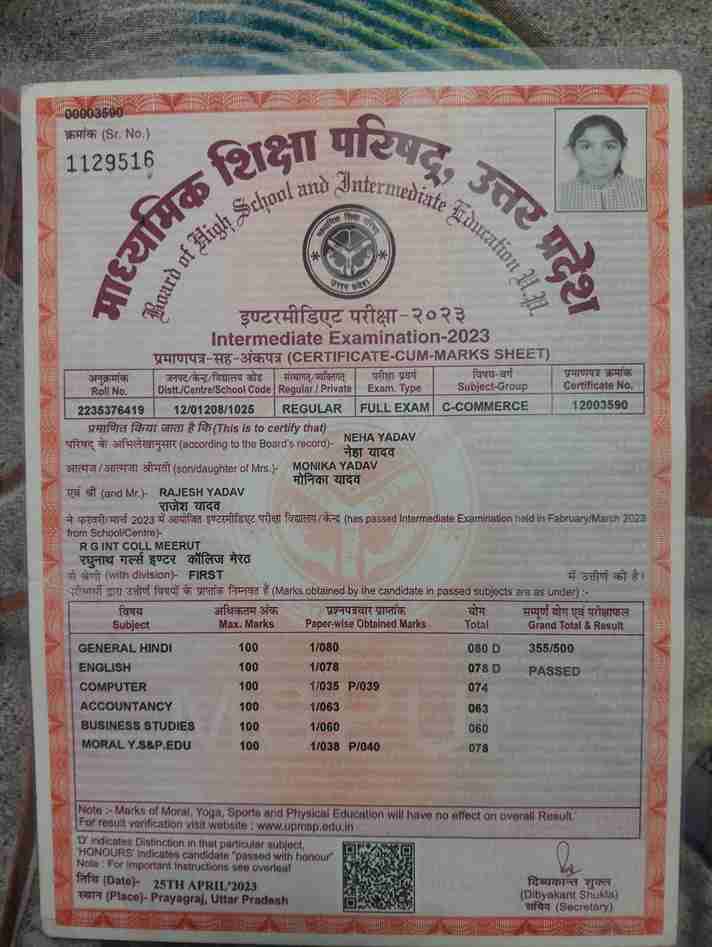 00003590
क्रमांक (Sr. No.)
1129516
माध्यमिक शिक्षा परिषद्, उत्तर प्रदेश
Board of High School and Intermediate Education U.P.
माध्यमिक शिक्षा परिषद्
उत्तर प्रदेश
इण्टरमीडिएट परीक्षा-२०२३
Intermediate Examination-2023
प्रमाणपत्र-सह-अंकपत्र (CERTIFICATE-CUM-MARKS SHEET)
अनुक्रमांक जनपद/केन्द्र/विद्यालय कोड संस्थागत/व्यक्तिगत परीक्षा प्रवर्ग विषय-वर्ग प्रमाणपत्र क्रमांक
Roll No. Distt./Centre/School Code Regular / Private Exam. Type Subject-Group Certificate No.
2235376419 12/01208/1025 REGULAR FULL EXAM C-COMMERCE 12003590
प्रमाणित किया जाता है कि (This is to certify that)
परिषद् के अभिलेखानुसार (according to the Board's record)- NEHA YADAV
नेहा यादव
आत्मज/आत्मजा श्रीमती (son/daughter of Mrs.)- MONIKA YADAV
मोनिका यादव
एवं श्री (and Mr.)- RAJESH YADAV
राजेश यादव
ने फरवरी/मार्च 2023 में आयोजित इण्टरमीडिएट परीक्षा विद्यालय/केन्द्र (has passed Intermediate Examination held in Fabruary/March 2023
from School/Centre)-
R G INT COLL MEERUT
रघुनाथ गर्ल्स इण्टर कॉलिज मेरठ
से श्रेणी (with division)- FIRST में उत्तीर्ण की है।
परीक्षार्थी द्वारा उत्तीर्ण विषयों के प्राप्तांक निम्नवत हैं (Marks obtained by the candidate in passed subjects are as under) :-
विषय अधिकतम अंक प्रश्नपत्रवार प्राप्तांक योग सम्पूर्ण योग एवं परीक्षाफल
Subject Max. Marks Paper-wise Obtained Marks Total Grand Total & Result
GENERAL HINDI 100 1/080 080 D 355/500
ENGLISH 100 1/078 078 D PASSED
COMPUTER 100 1/035 P/039 074
ACCOUNTANCY 100 1/063 063
BUSINESS STUDIES 100 1/060 060
MORAL Y.S&P.EDU 100 1/038 P/040 078
Note :- Marks of Moral, Yoga, Sports and Physical Education will have no effect on overall Result.
For result verification visit website : www.upmsp.edu.in
'D' indicates Distinction in that particular subject,
'HONOURS' indicates candidate "passed with honour"
Note : For Important Instructions see overleaf
तिथि (Date)- 25TH APRIL'2023
स्थान (Place)- Prayagraj, Uttar Pradesh
दिब्यकान्त शुक्ल
(Dibyakant Shukla)
सचिव (Secretary)